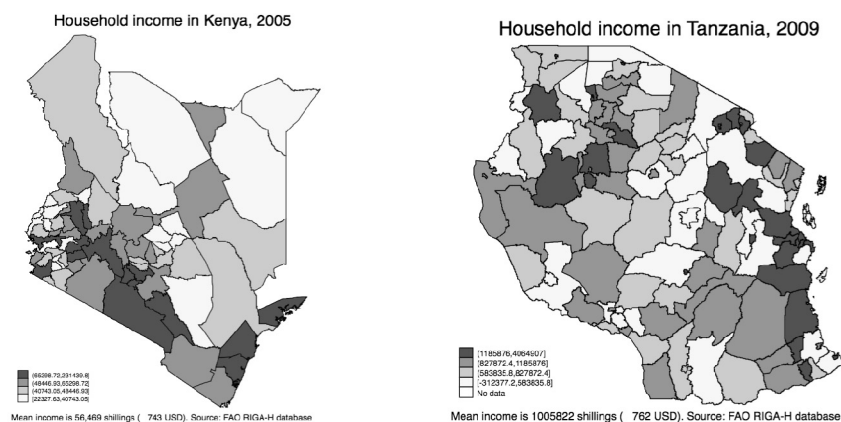 Household income in Kenya, 2005
(65298.72,231439.8]
(48446.93,65298.72]
(40743.05,48446.93]
[22327.63,40743.05]
Mean income is 56,469 shillings ( 743 USD). Source: FAO RIGA-H database
Household income in Tanzania, 2009
(1185876,4064907]
(827872.4,1185876]
(583835.8,827872.4]
[-312377.2,583835.8]
No data
Mean income is 1005822 shillings ( 762 USD). Source: FAO RIGA-H database